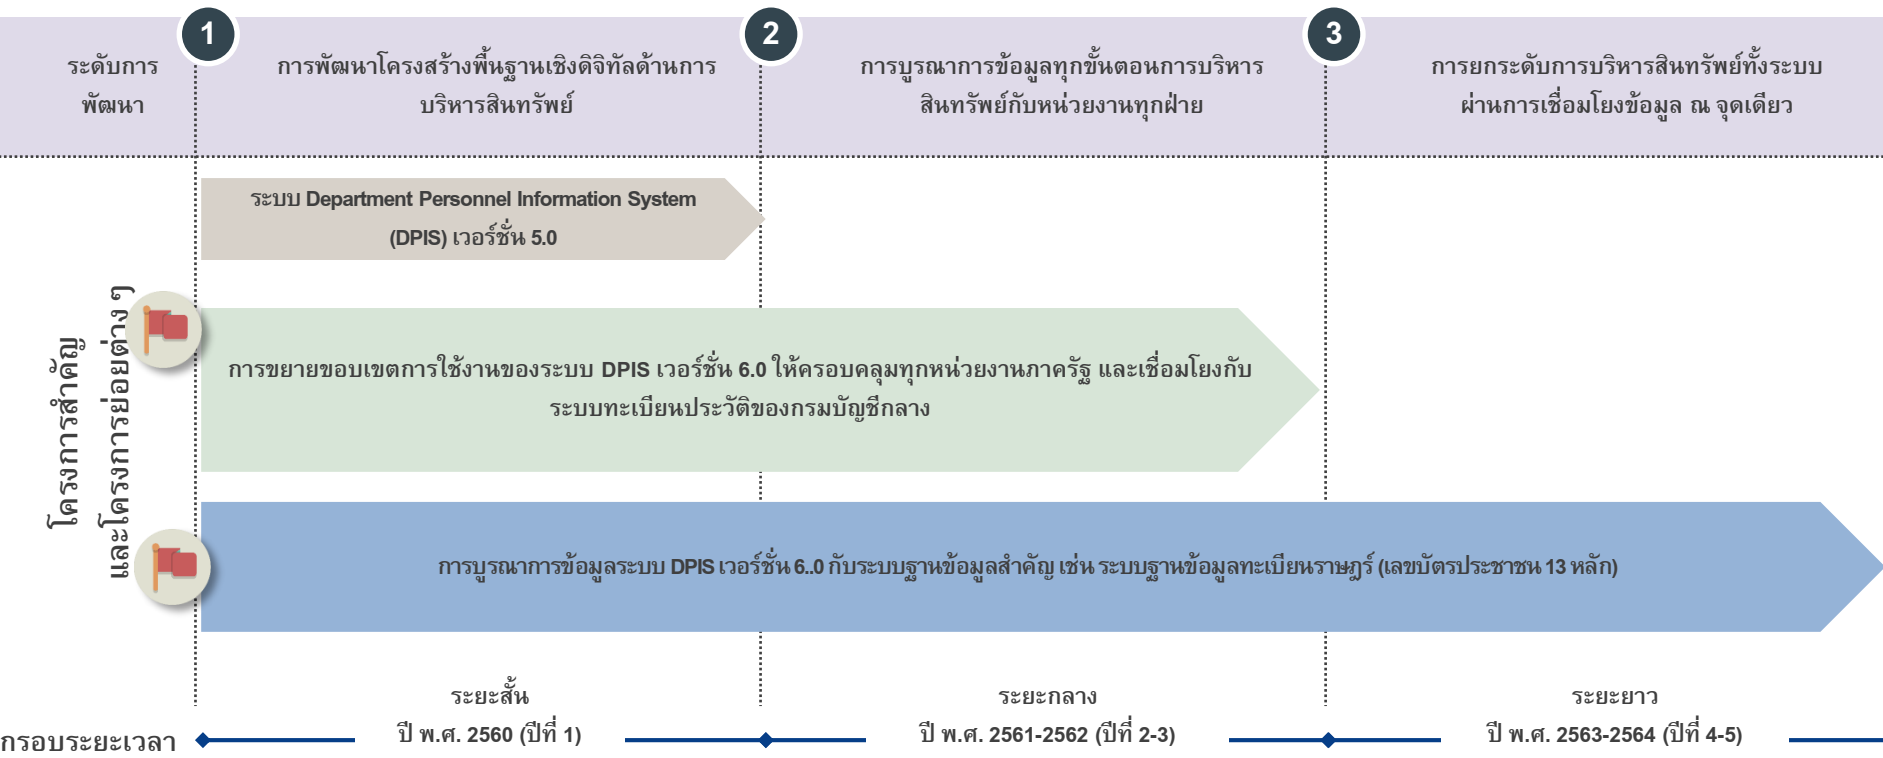 1
2
3
ระดับการ
พัฒนา
การพัฒนาโครงสร้างพื้นฐานเชิงดิจิทัลด้านการ
บริหารสินทรัพย์
การบูรณาการข้อมูลทุกขั้นตอนการบริหาร
สินทรัพย์กับหน่วยงานทุกฝ่าย
การยกระดับการบริหารสินทรัพย์ทั้งระบบ
ผ่านการเชื่อมโยงข้อมูล ณ จุดเดียว
ระบบ Department Personnel Information System
(DPIS) เวอร์ชั่น 5.0
โครงการสำคัญ
และโครงการย่อยต่าง ๆ
การขยายขอบเขตการใช้งานของระบบ DPIS เวอร์ชั่น 6.0 ให้ครอบคลุมทุกหน่วยงานภาครัฐ และเชื่อมโยงกับ
ระบบทะเบียนประวัติของกรมบัญชีกลาง
การบูรณาการข้อมูลระบบ DPIS เวอร์ชั่น 6..0 กับระบบฐานข้อมูลสำคัญ เช่น ระบบฐานข้อมูลทะเบียนราษฎร์ (เลขบัตรประชาชน 13 หลัก)
กรอบระยะเวลา
ระยะสั้น
ปี พ.ศ. 2560 (ปีที่ 1)
ระยะกลาง
ปี พ.ศ. 2561-2562 (ปีที่ 2-3)
ระยะยาว
ปี พ.ศ. 2563-2564 (ปีที่ 4-5)